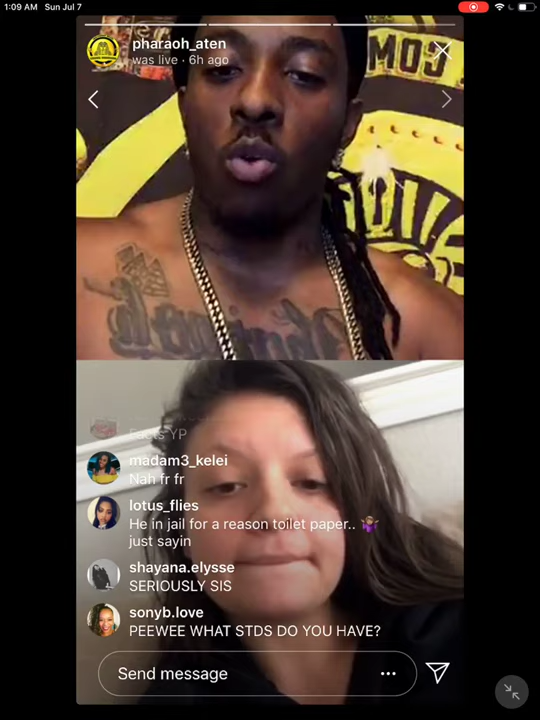 1:09 AM Sun Jul 7
pharaoh_aten
was live · 6h ago
Facts YP
madam3_kelei
Nah fr fr
lotus_flies
He in jail for a reason toilet paper.. 🤷🏽‍♀️
just sayin
shayana.elysse
SERIOUSLY SIS
sonyb.love
PEEWEE WHAT STDS DO YOU HAVE?
Send message